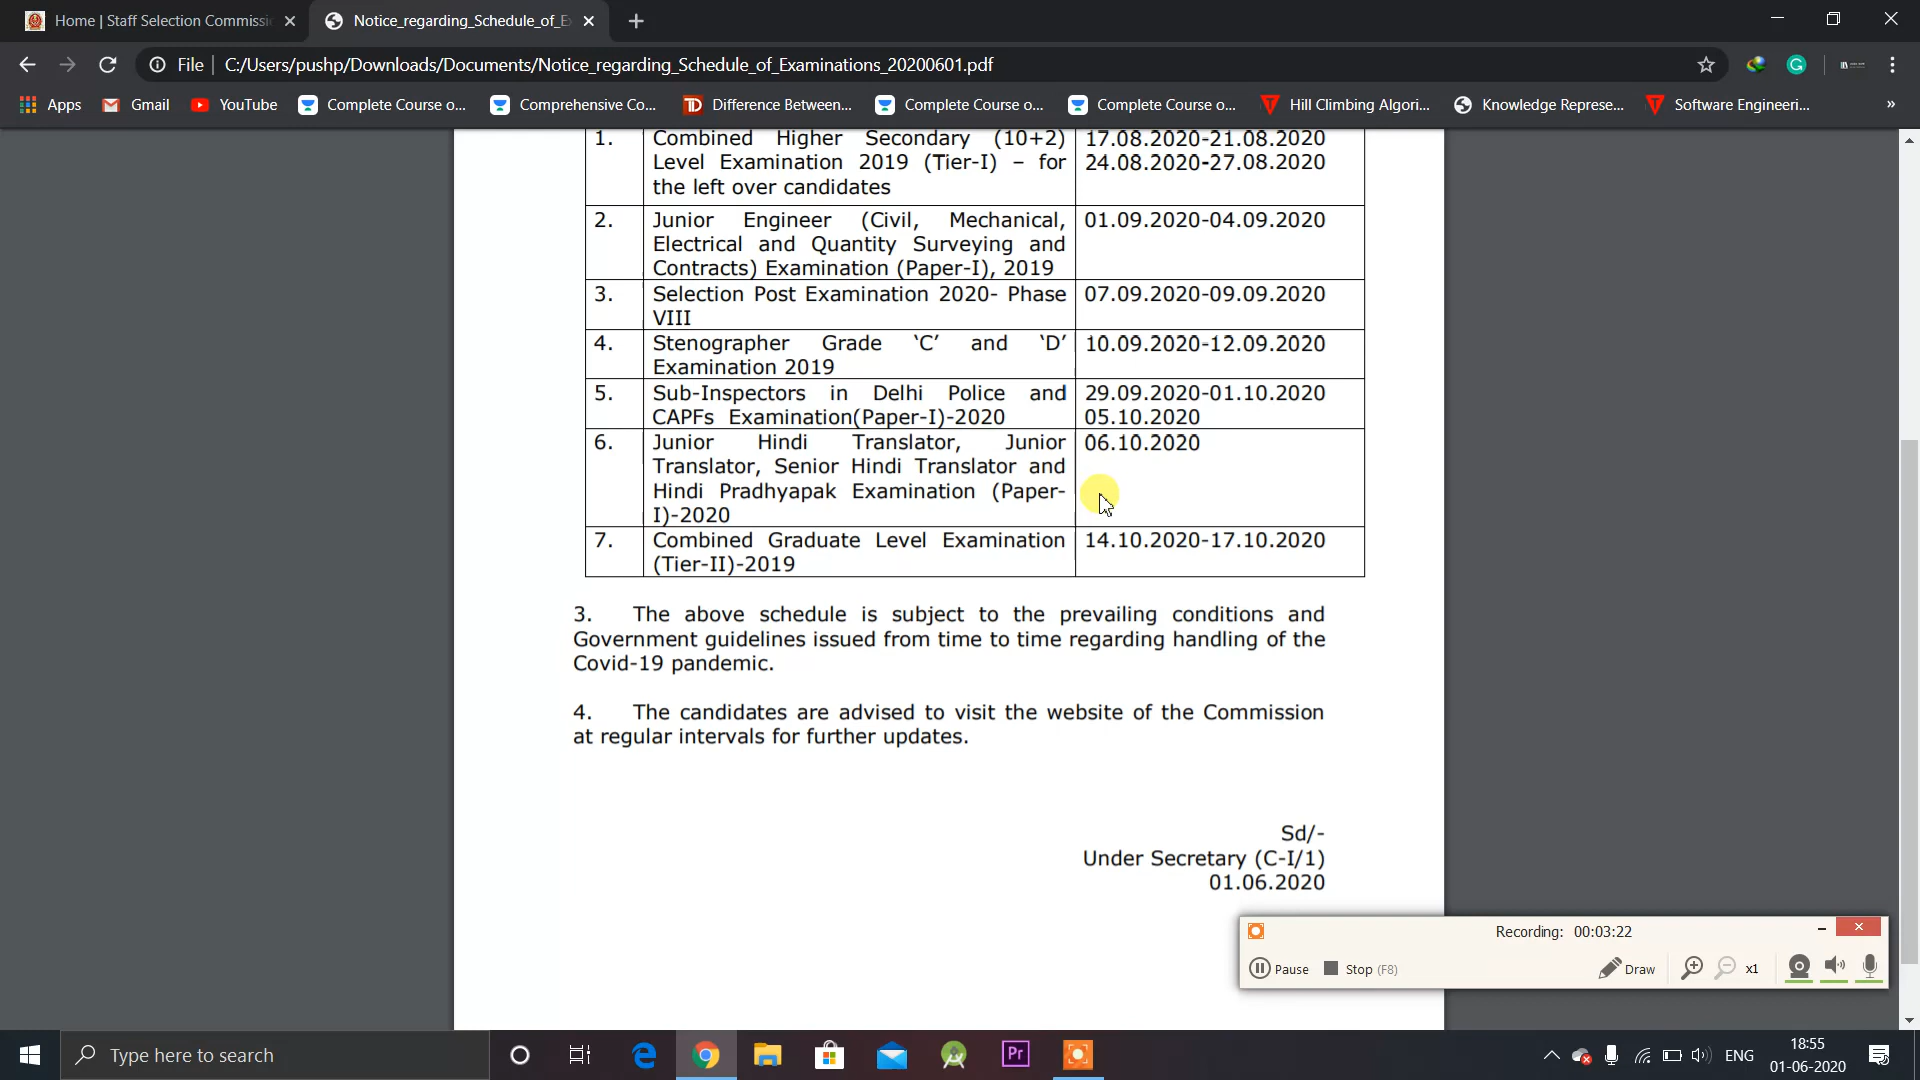 Home | Staff Selection Commissi
Notice_regarding_Schedule_of_E
File | C:/Users/pushp/Downloads/Documents/Notice_regarding_Schedule_of_Examinations_20200601.pdf
Apps Gmail YouTube Complete Course o... Comprehensive Co... Difference Between... Complete Course o... Complete Course o... Hill Climbing Algori... Knowledge Represe... Software Engineeri... »
1. Combined Higher Secondary (10+2) 17.08.2020-21.08.2020
Level Examination 2019 (Tier-I) – for 24.08.2020-27.08.2020
the left over candidates
2. Junior Engineer (Civil, Mechanical, 01.09.2020-04.09.2020
Electrical and Quantity Surveying and
Contracts) Examination (Paper-I), 2019
3. Selection Post Examination 2020- Phase 07.09.2020-09.09.2020
VIII
4. Stenographer Grade ‘C’ and ‘D’ 10.09.2020-12.09.2020
Examination 2019
5. Sub-Inspectors in Delhi Police and 29.09.2020-01.10.2020
CAPFs Examination(Paper-I)-2020 05.10.2020
6. Junior Hindi Translator, Junior 06.10.2020
Translator, Senior Hindi Translator and
Hindi Pradhyapak Examination (Paper-
I)-2020
7. Combined Graduate Level Examination 14.10.2020-17.10.2020
(Tier-II)-2019
3. The above schedule is subject to the prevailing conditions and
Government guidelines issued from time to time regarding handling of the
Covid-19 pandemic.
4. The candidates are advised to visit the website of the Commission
at regular intervals for further updates.
Sd/-
Under Secretary (C-I/1)
01.06.2020
Recording: 00:03:22
Pause Stop (F8) Draw x1
Type here to search
Pr
ENG
18:55
01-06-2020